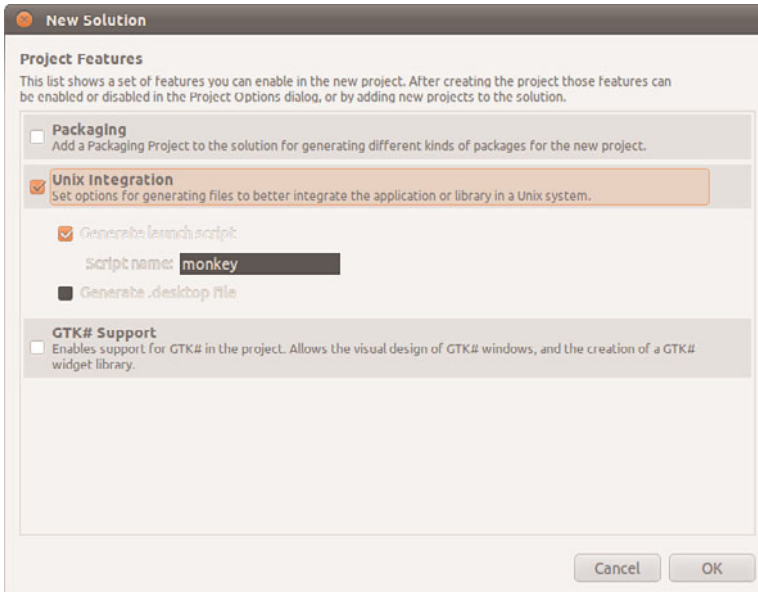 New Solution
Project Features
This list shows a set of features you can enable in the new project. After creating the project those features can
be enabled or disabled in the Project Options dialog, or by adding new projects to the solution.
Packaging
Add a Packaging Project to the solution for generating different kinds of packages for the new project.
Unix Integration
Set options for generating files to better integrate the application or library in a Unix system.
Generate launch script
Script name: monkey
Generate .desktop file
GTK# Support
Enables support for GTK# in the project. Allows the visual design of GTK# windows, and the creation of a GTK#
widget library.
Cancel OK